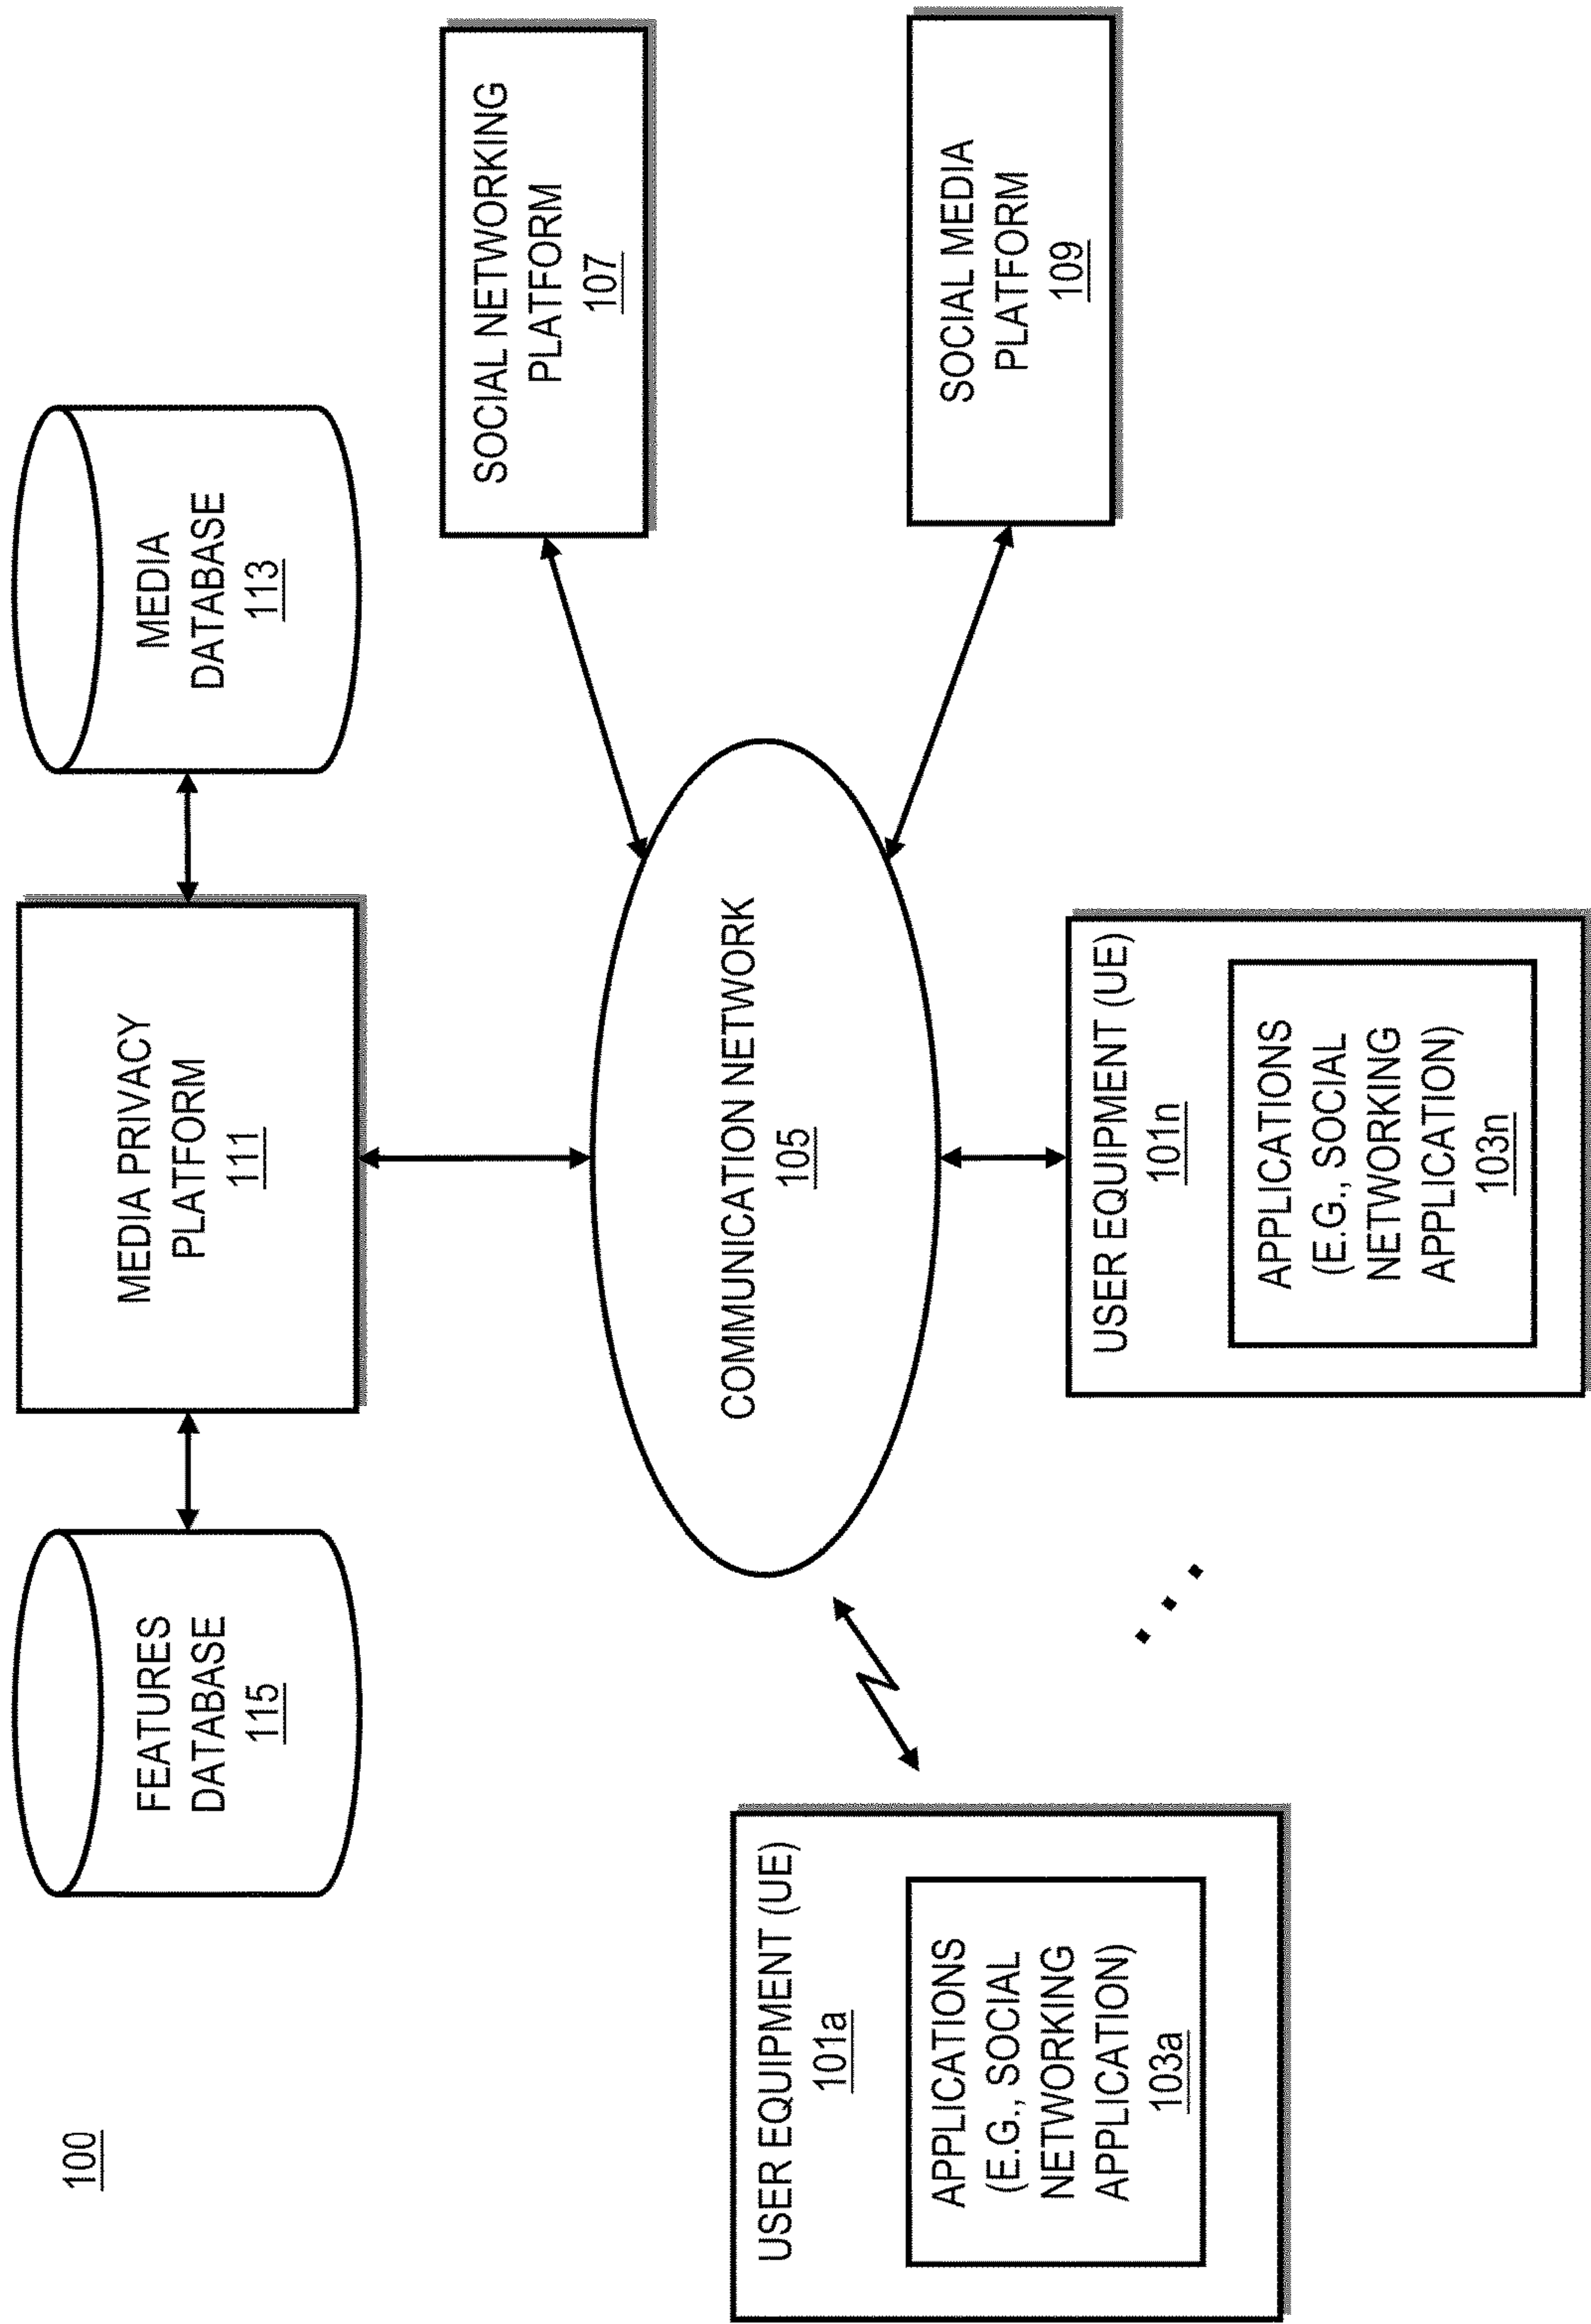 100
FEATURES
DATABASE
115
MEDIA PRIVACY
PLATFORM
111
MEDIA
DATABASE
113
SOCIAL NETWORKING
PLATFORM
107
COMMUNICATION NETWORK
105
SOCIAL MEDIA
PLATFORM
109
USER EQUIPMENT (UE)
101a
APPLICATIONS
(E.G., SOCIAL
NETWORKING
APPLICATION)
103a
USER EQUIPMENT (UE)
101n
APPLICATIONS
(E.G., SOCIAL
NETWORKING
APPLICATION)
103n